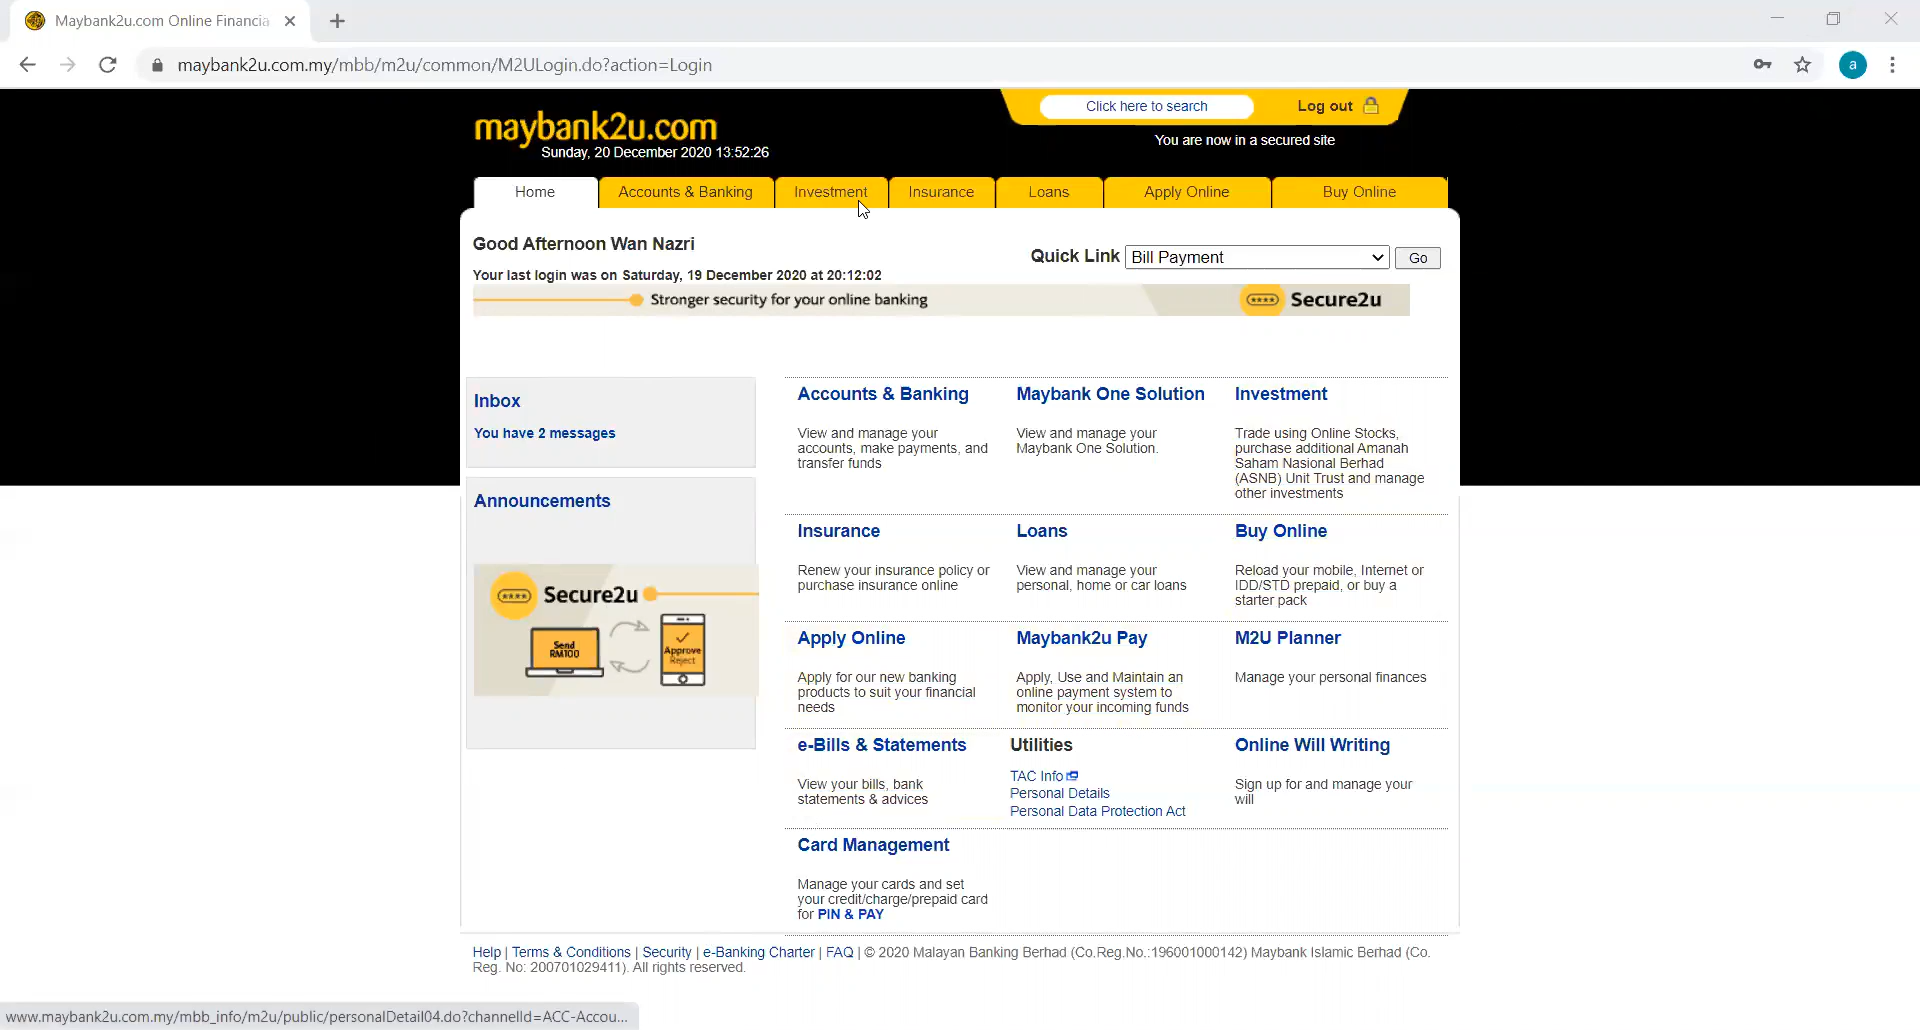 Maybank2u.com Online Financia
maybank2u.com.my/mbb/m2u/common/M2ULogin.do?action=Login
a
Click here to search
Log out
maybank2u.com
Sunday, 20 December 2020 13:52:26
You are now in a secured site
Home
Accounts & Banking
Investment
Insurance
Loans
Apply Online
Buy Online
Good Afternoon Wan Nazri
Quick Link
Bill Payment
Go
Your last login was on Saturday, 19 December 2020 at 20:12:02
Stronger security for your online banking
**** Secure2u
Inbox
You have 2 messages
Announcements
**** Secure2u
Send
RM100
Approve
Reject
Accounts & Banking
View and manage your
accounts, make payments, and
transfer funds
Maybank One Solution
View and manage your
Maybank One Solution.
Investment
Trade using Online Stocks,
purchase additional Amanah
Saham Nasional Berhad
(ASNB) Unit Trust and manage
other investments
Insurance
Renew your insurance policy or
purchase insurance online
Loans
View and manage your
personal, home or car loans
Buy Online
Reload your mobile, Internet or
IDD/STD prepaid, or buy a
starter pack
Apply Online
Apply for our new banking
products to suit your financial
needs
Maybank2u Pay
Apply, Use and Maintain an
online payment system to
monitor your incoming funds
M2U Planner
Manage your personal finances
e-Bills & Statements
View your bills, bank
statements & advices
Utilities
TAC Info
Personal Details
Personal Data Protection Act
Online Will Writing
Sign up for and manage your
will
Card Management
Manage your cards and set
your credit/charge/prepaid card
for PIN & PAY
Help | Terms & Conditions | Security | e-Banking Charter | FAQ | © 2020 Malayan Banking Berhad (Co.Reg.No.:196001000142) Maybank Islamic Berhad (Co.
Reg. No: 200701029411). All rights reserved.
www.maybank2u.com.my/mbb_info/m2u/public/personalDetail04.do?channelId=ACC-Accou...